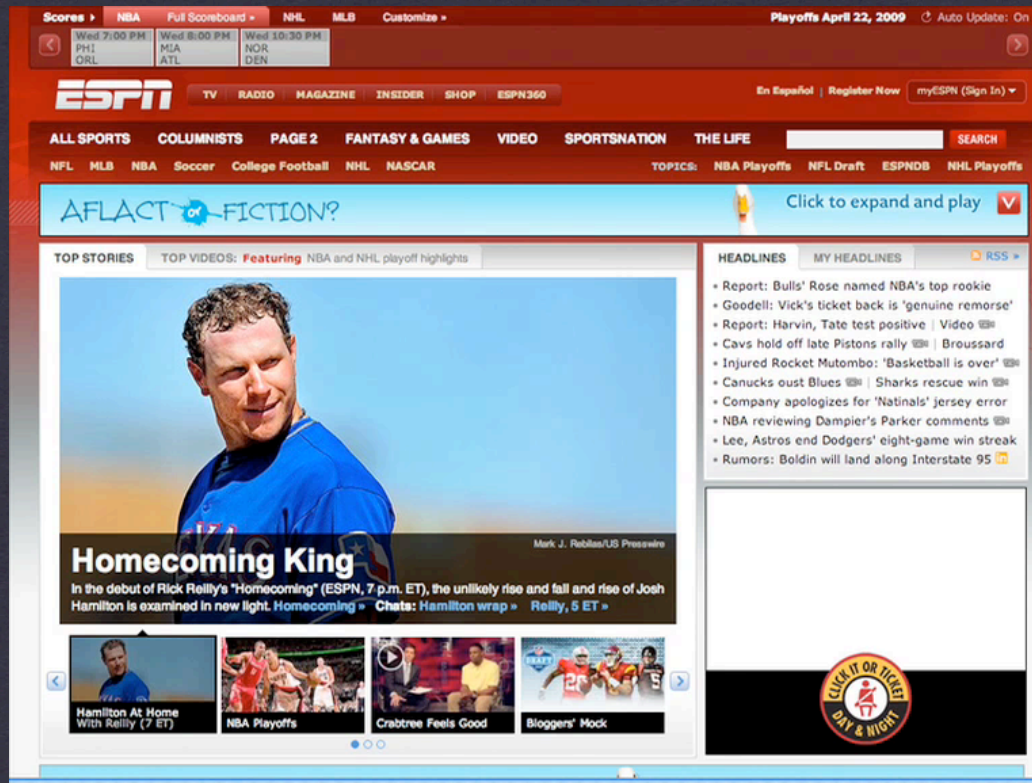 Scores NBA Full Scoreboard » NHL MLB Customize » Playoffs April 22, 2009 Auto Update: On
Wed 7:00 PM Wed 8:00 PM Wed 10:30 PM
PHI MIA NOR
ORL ATL DEN
ESPN TV RADIO MAGAZINE INSIDER SHOP ESPN360 En Español | Register Now myESPN (Sign In)
ALL SPORTS COLUMNISTS PAGE 2 FANTASY & GAMES VIDEO SPORTSNATION THE LIFE SEARCH
NFL MLB NBA Soccer College Football NHL NASCAR TOPICS: NBA Playoffs NFL Draft ESPNDB NHL Playoffs
AFLACT or FICTION? Click to expand and play
TOP STORIES TOP VIDEOS: Featuring NBA and NHL playoff highlights
Homecoming King
Mark J. Rebilas/US Presswire
In the debut of Rick Reilly's "Homecoming" (ESPN, 7 p.m. ET), the unlikely rise and fall and rise of Josh
Hamilton is examined in new light. Homecoming » Chats: Hamilton wrap » Reilly, 5 ET »
Hamilton At Home
With Reilly (7 ET)
NBA Playoffs
Crabtree Feels Good
DRAFT
Bloggers' Mock
HEADLINES MY HEADLINES RSS »
Report: Bulls' Rose named NBA's top rookie
Goodell: Vick's ticket back is 'genuine remorse'
Report: Harvin, Tate test positive | Video
Cavs hold off late Pistons rally | Broussard
Injured Rocket Mutombo: 'Basketball is over'
Canucks oust Blues | Sharks rescue win
Company apologizes for 'Natinals' jersey error
NBA reviewing Dampier's Parker comments
Lee, Astros end Dodgers' eight-game win streak
Rumors: Boldin will land along Interstate 95 in
CLICK IT OR TICKET
DAY & NIGHT